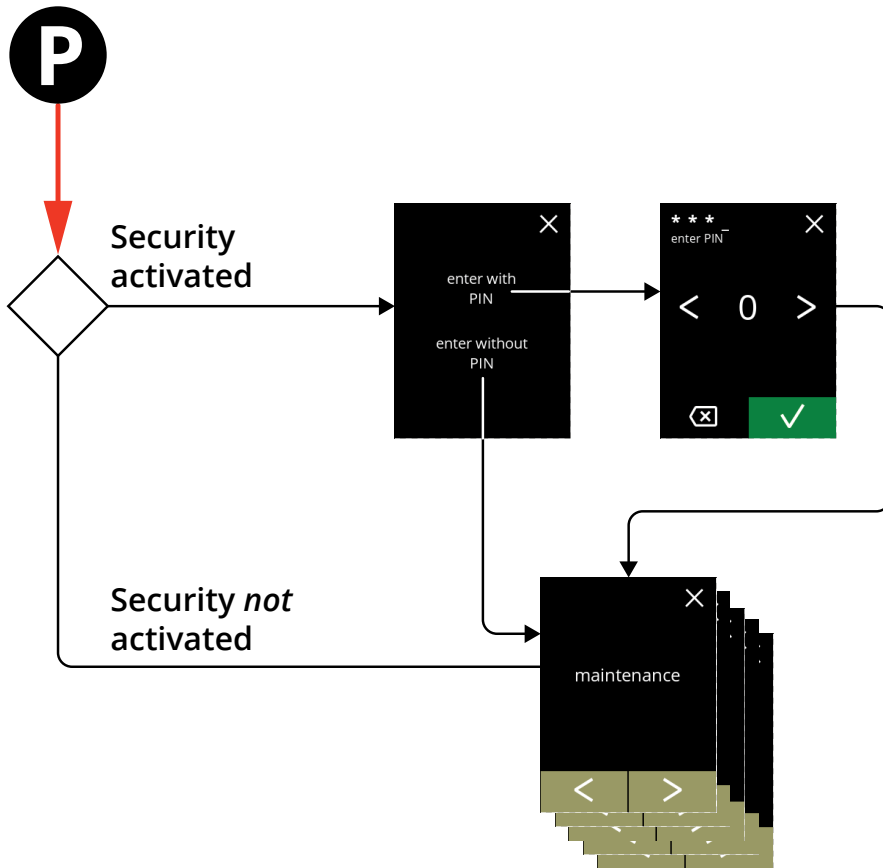 P
Security
activated
enter with
PIN
enter without
PIN
* * * _
enter PIN
0
Security not
activated
maintenance